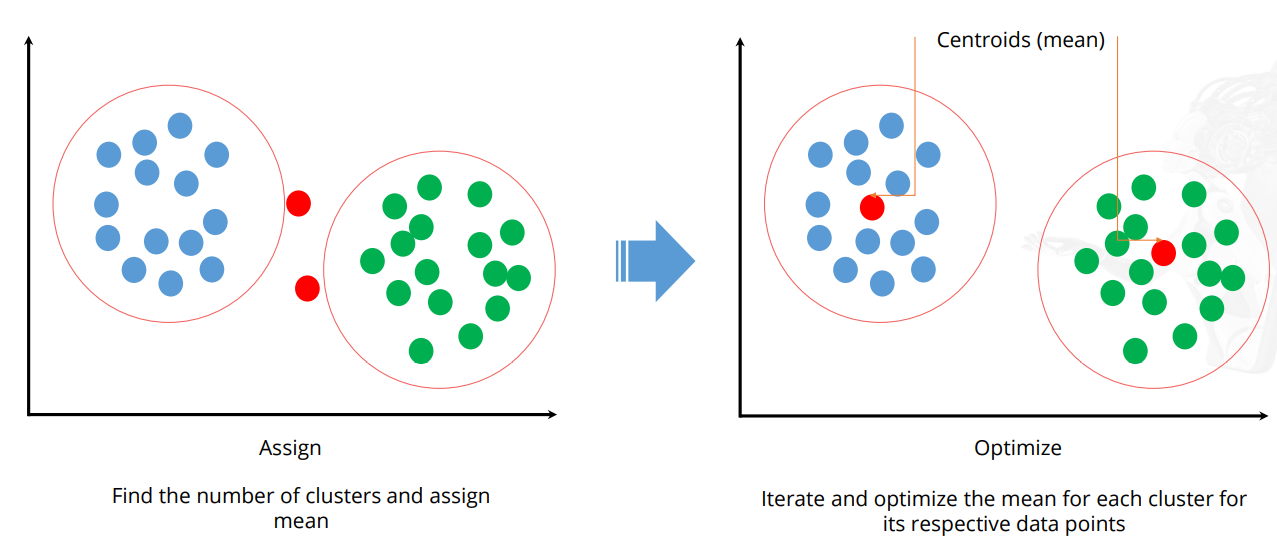 Centroids (mean)
Assign
Find the number of clusters and assign
mean
Optimize
Iterate and optimize the mean for each cluster for
its respective data points